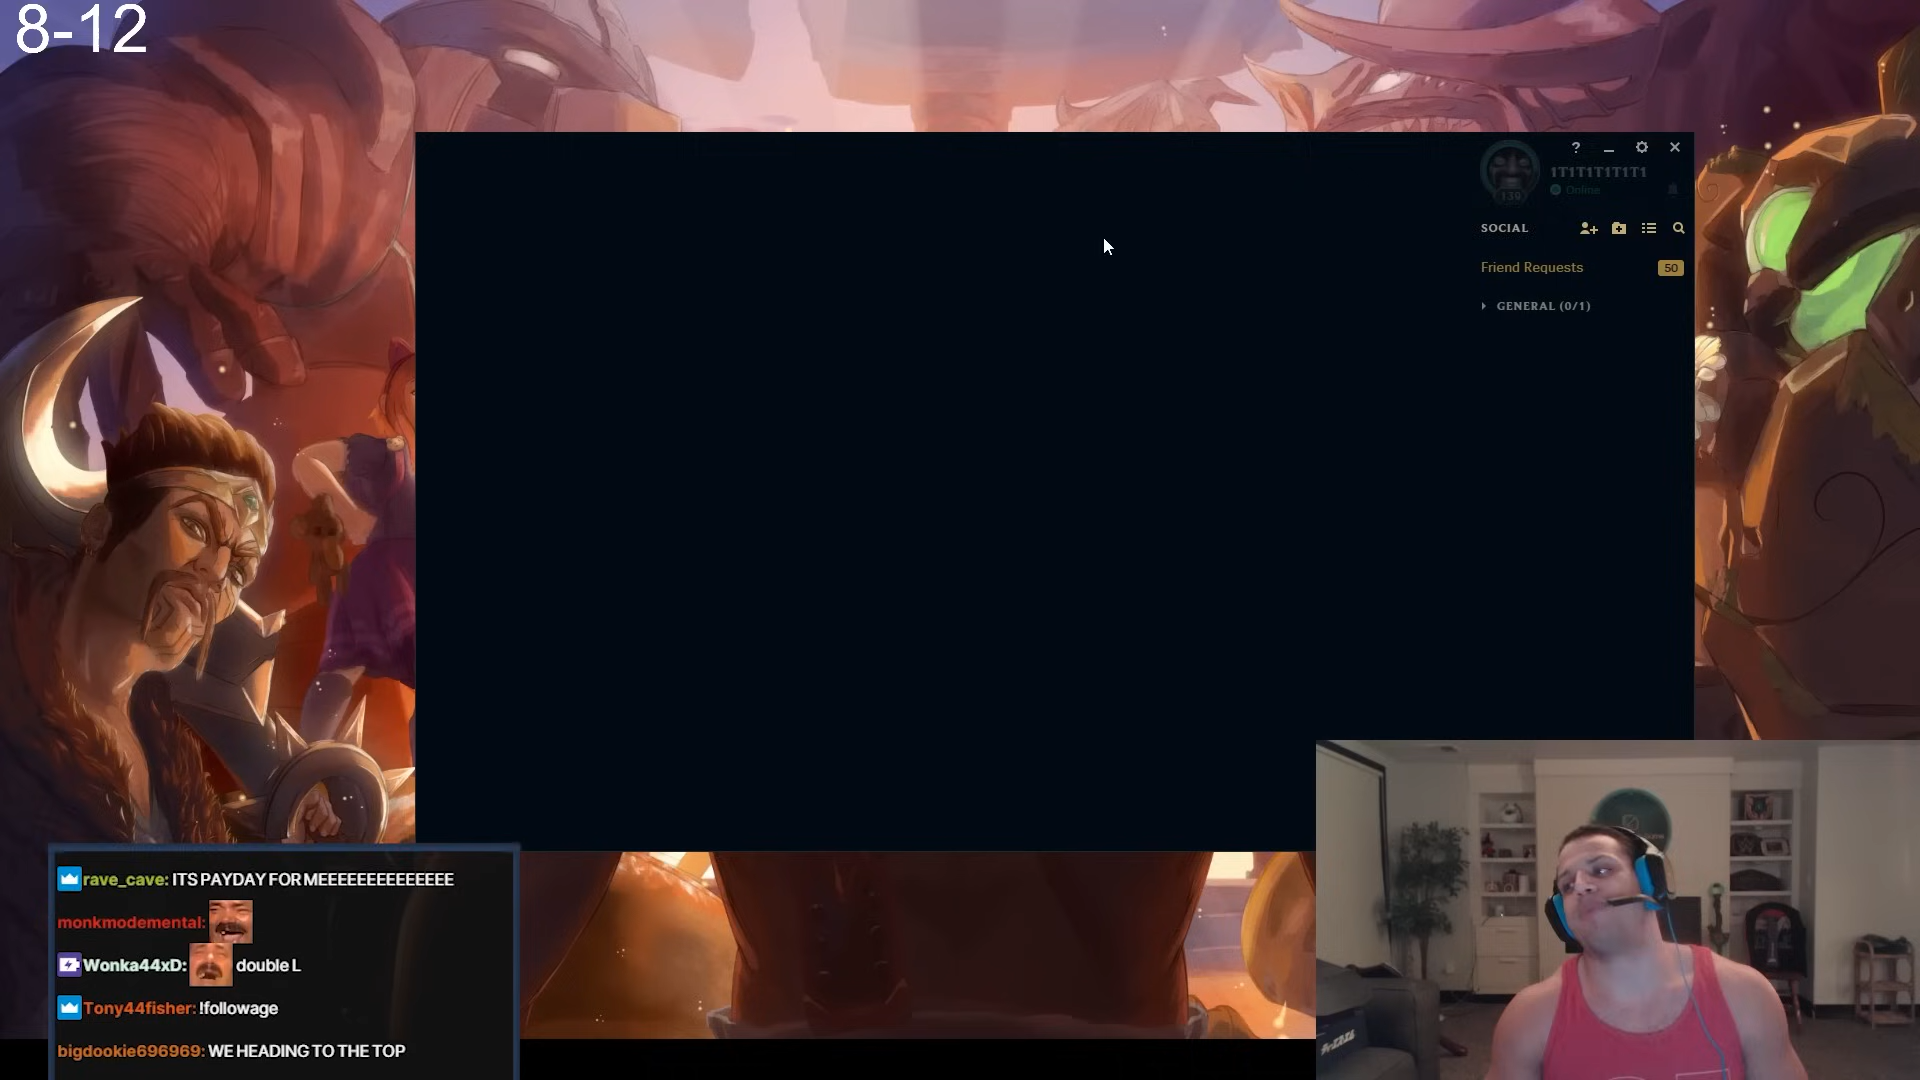 8-12
?
1T1T1T1T1T1
139
Online
SOCIAL
Friend Requests 50
GENERAL (0/1)
rave_cave: ITS PAYDAY FOR MEEEEEEEEEEEEEE
monkmodemental:
Wonka44xD: double L
Tony44fisher: !followage
bigdookie696969: WE HEADING TO THE TOP